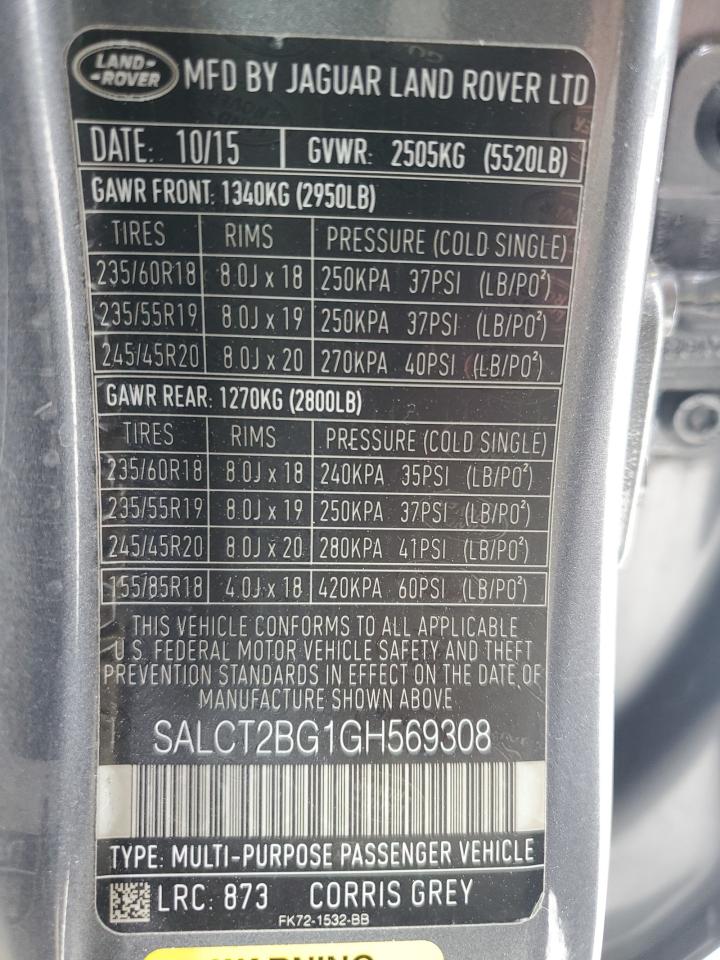 LAND-
-ROVER
MFD BY JAGUAR LAND ROVER LTD
DATE: 10/15 GVWR: 2505KG (5520LB)
GAWR FRONT: 1340KG (2950LB)
TIRES RIMS PRESSURE (COLD SINGLE)
235/60R18 8.0J x 18 250KPA 37PSI (LB/PO²)
235/55R19 8.0J x 19 250KPA 37PSI (LB/PO²)
245/45R20 8.0J x 20 270KPA 40PSI (LB/PO²)
GAWR REAR: 1270KG (2800LB)
TIRES RIMS PRESSURE (COLD SINGLE)
235/60R18 8.0J x 18 240KPA 35PSI (LB/PO²)
235/55R19 8.0J x 19 250KPA 37PSI (LB/PO²)
245/45R20 8.0J x 20 280KPA 41PSI (LB/PO²)
155/85R18 4.0J x 18 420KPA 60PSI (LB/PO²)
THIS VEHICLE CONFORMS TO ALL APPLICABLE
U.S. FEDERAL MOTOR VEHICLE SAFETY AND THEFT
PREVENTION STANDARDS IN EFFECT ON THE DATE OF
MANUFACTURE SHOWN ABOVE
SALCT2BG1GH569308
TYPE: MULTI-PURPOSE PASSENGER VEHICLE
LRC: 873 CORRIS GREY
FK72-1532-BB
WARNING